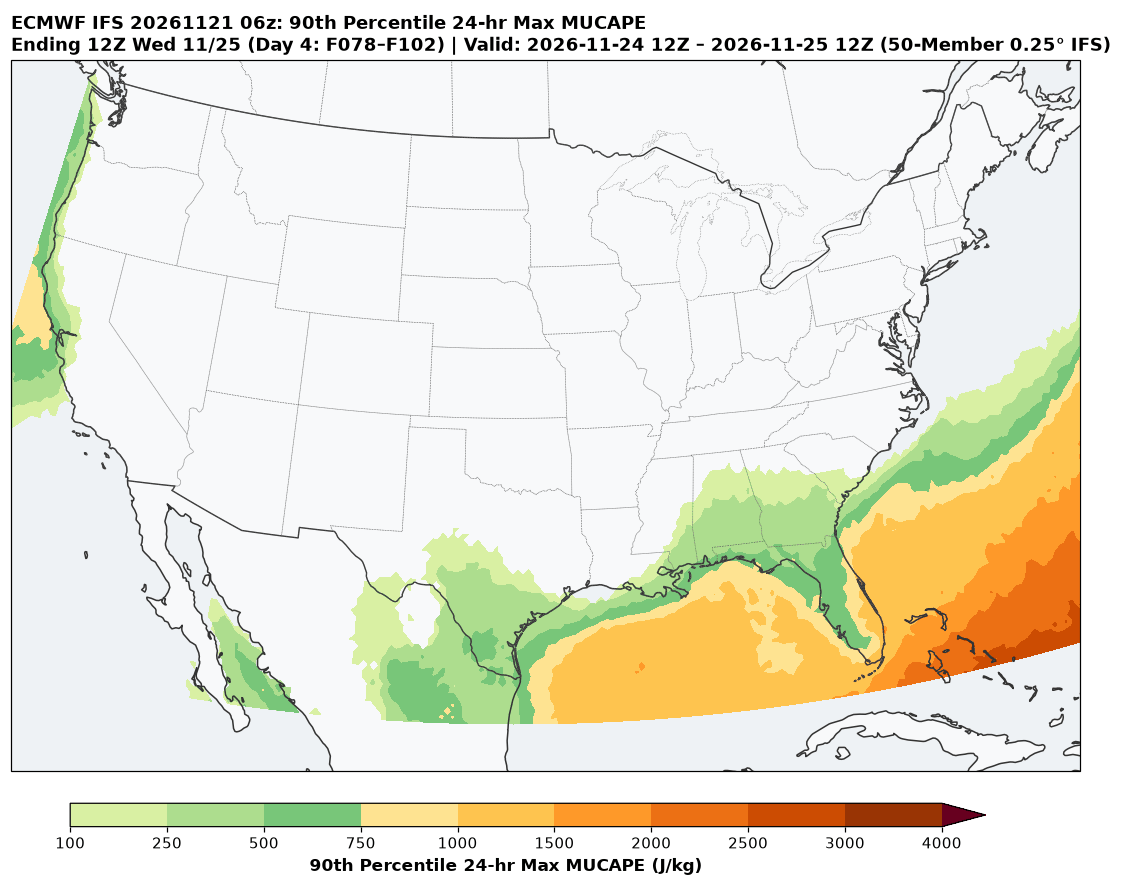 ECMWF IFS 20261121 06z: 90th Percentile 24-hr Max MUCAPE
Ending 12Z Wed 11/25 (Day 4: F078–F102) | Valid: 2026-11-24 12Z – 2026-11-25 12Z (50-Member 0.25° IFS)
100 250 500 750 1000 1500 2000 2500 3000 4000
90th Percentile 24-hr Max MUCAPE (J/kg)